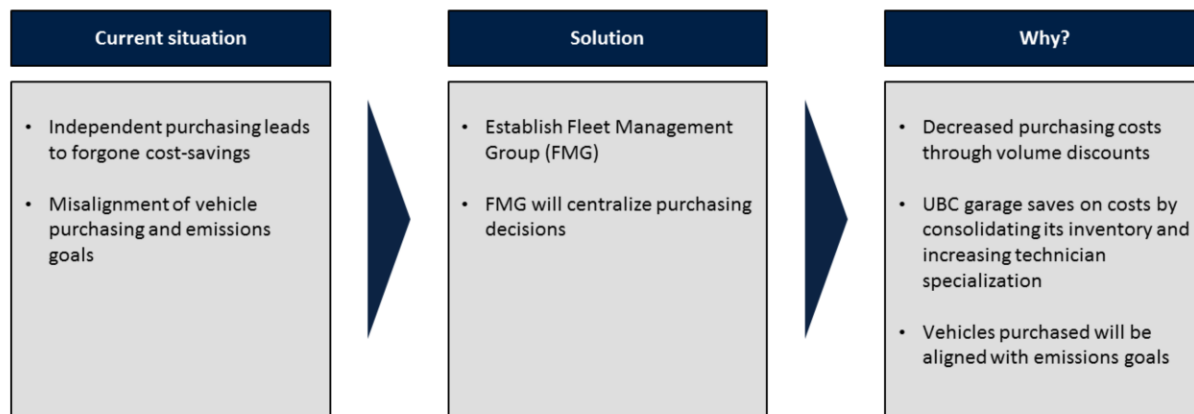 Current situation
• Independent purchasing leads
to forgone cost-savings
• Misalignment of vehicle
purchasing and emissions
goals
Solution
• Establish Fleet Management
Group (FMG)
• FMG will centralize purchasing
decisions
Why?
• Decreased purchasing costs
through volume discounts
• UBC garage saves on costs by
consolidating its inventory and
increasing technician
specialization
• Vehicles purchased will be
aligned with emissions goals